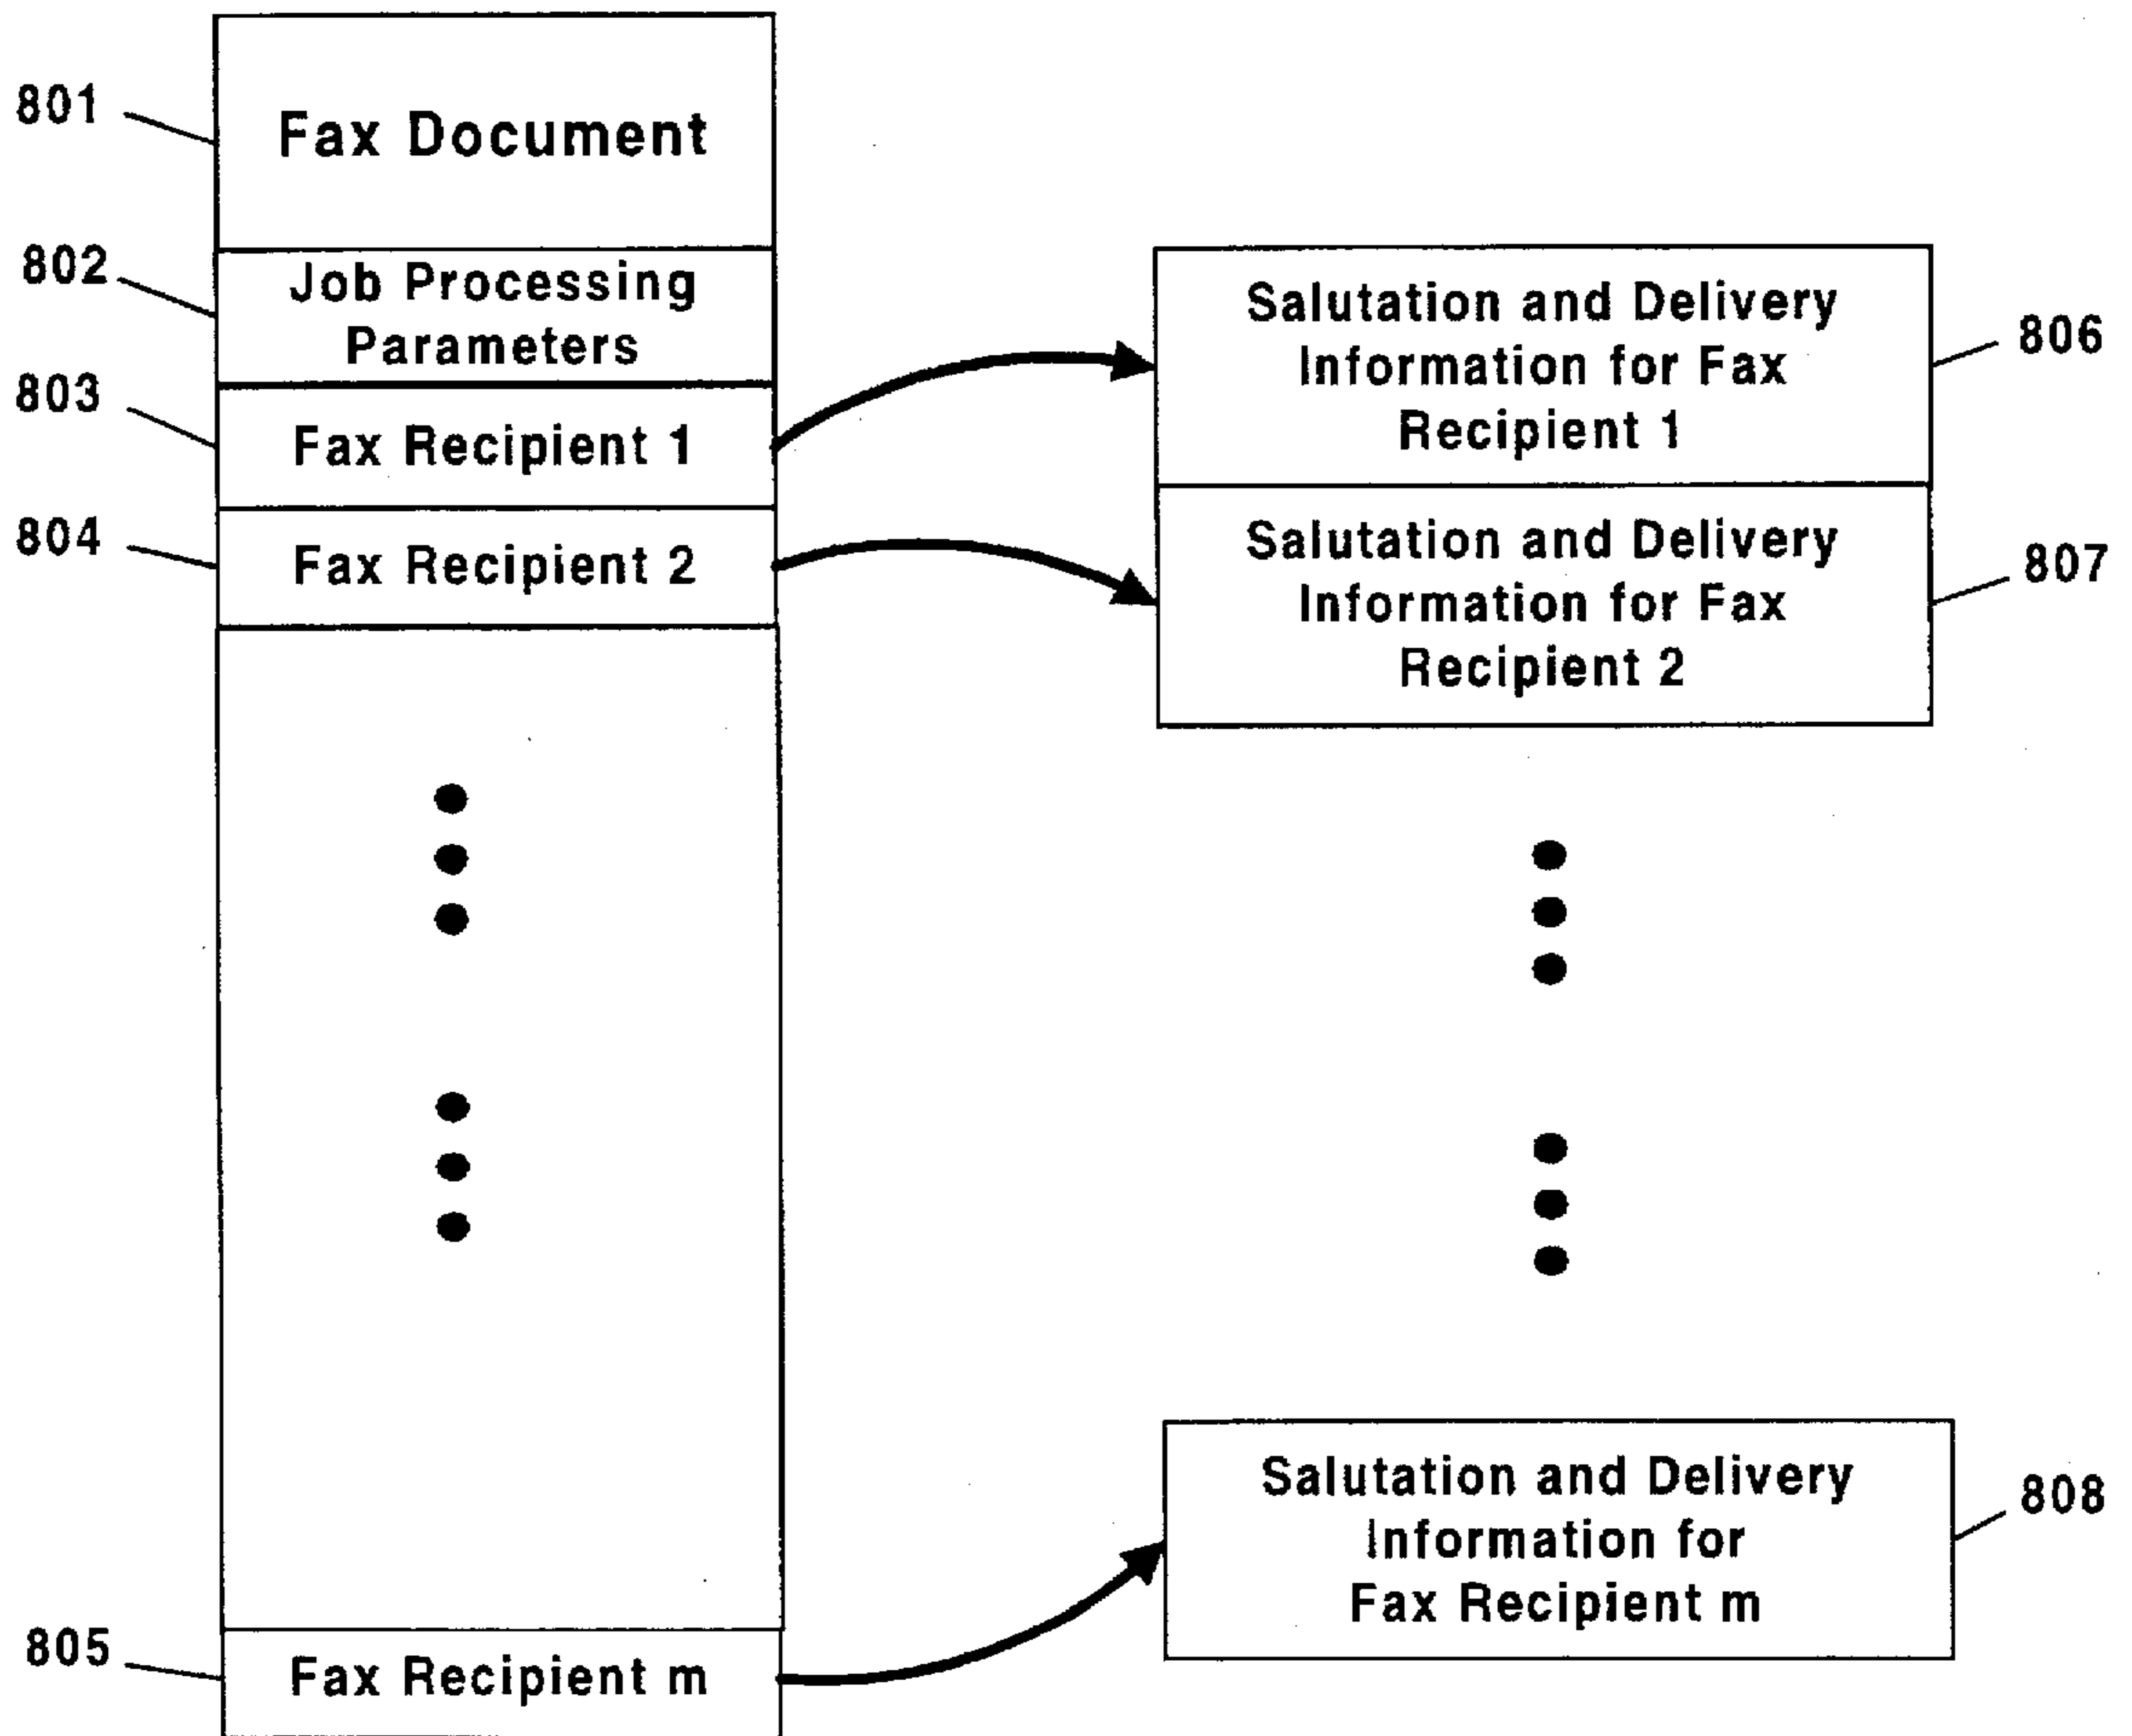 801
Fax Document
802
Job Processing
Parameters
803
Fax Recipient 1
804
Fax Recipient 2
805
Fax Recipient m
Salutation and Delivery
Information for Fax
Recipient 1
806
Salutation and Delivery
Information for Fax
Recipient 2
807
Salutation and Delivery
Information for
Fax Recipient m
808